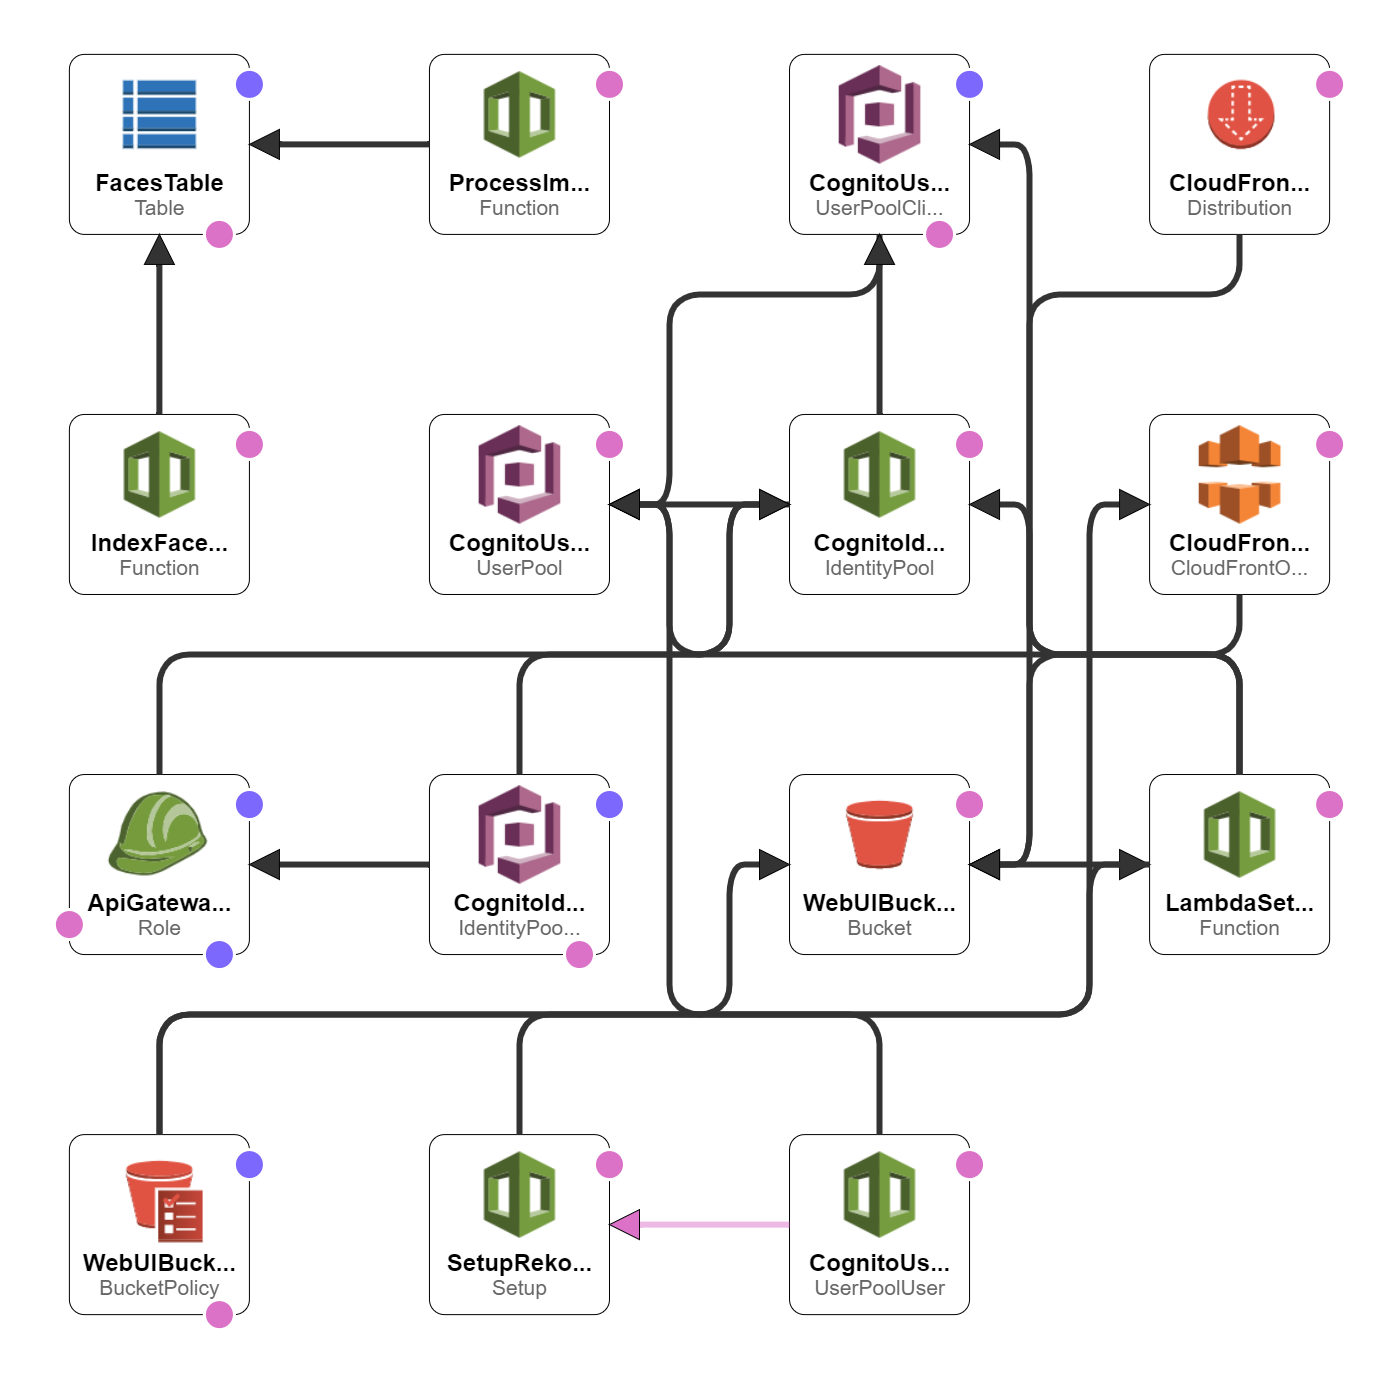 FacesTable
Table
ProcessIm...
Function
CognitoUs...
UserPoolCli...
CloudFron...
Distribution
IndexFace...
Function
CognitoUs...
UserPool
CognitoId...
IdentityPool
CloudFron...
CloudFrontO...
ApiGatewa...
Role
CognitoId...
IdentityPoo...
WebUIBuck...
Bucket
LambdaSet...
Function
WebUIBuck...
BucketPolicy
SetupReko...
Setup
CognitoUs...
UserPoolUser